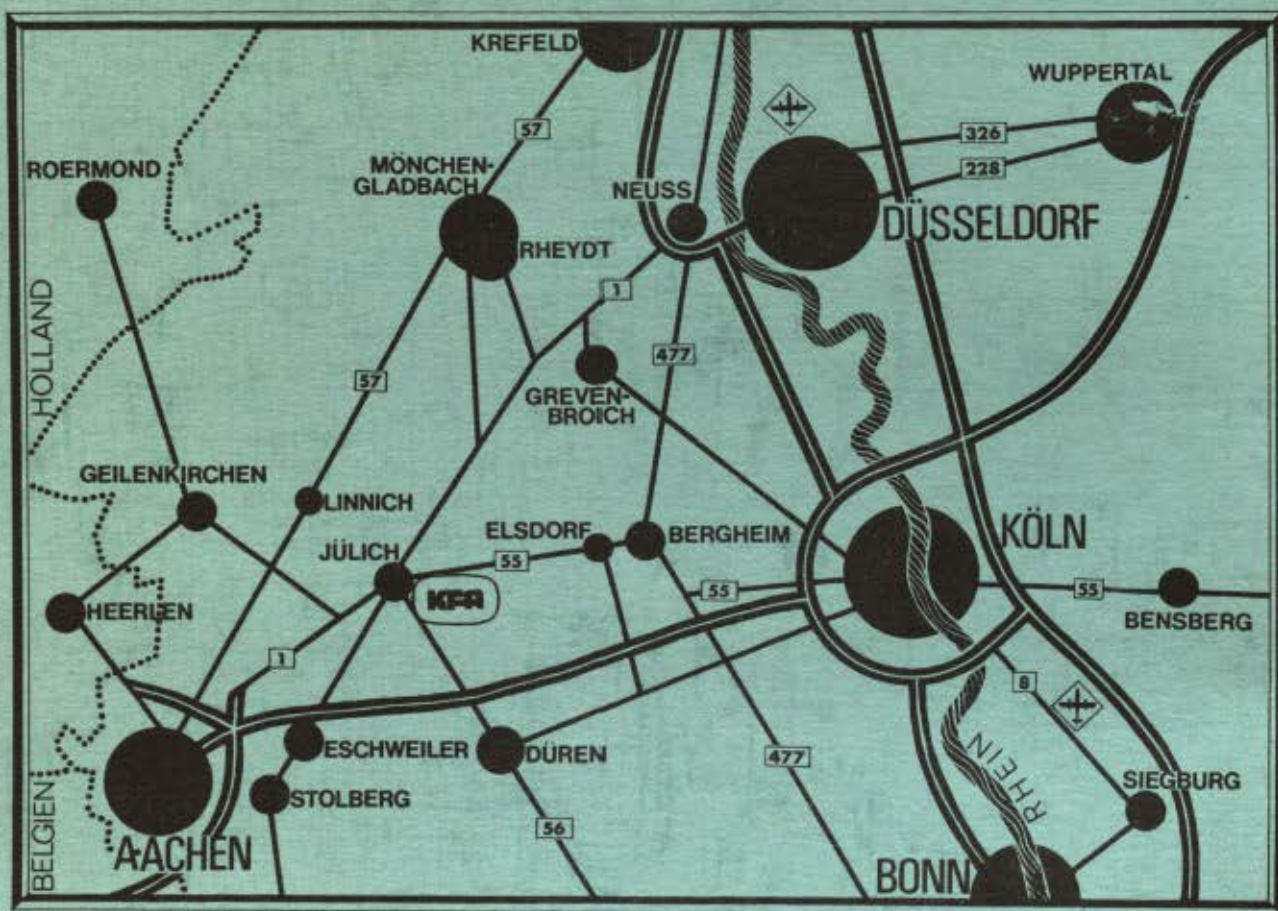 KREFELD
WUPPERTAL
57
326
ROERMOND
MÖNCHEN-
GLADBACH
228
NEUSS
DÜSSELDORF
RHEYDT
1
HOLLAND
477
57
GREVEN-
BROICH
GEILENKIRCHEN
LINNICH
ELSDORF
BERGHEIM
KÖLN
JÜLICH
55
KFA
55
55
HEERLEN
BENSBERG
1
8
ESCHWEILER
DÜREN
477
RHEIN
SIEGBURG
STOLBERG
BELGIEN
56
AACHEN
BONN